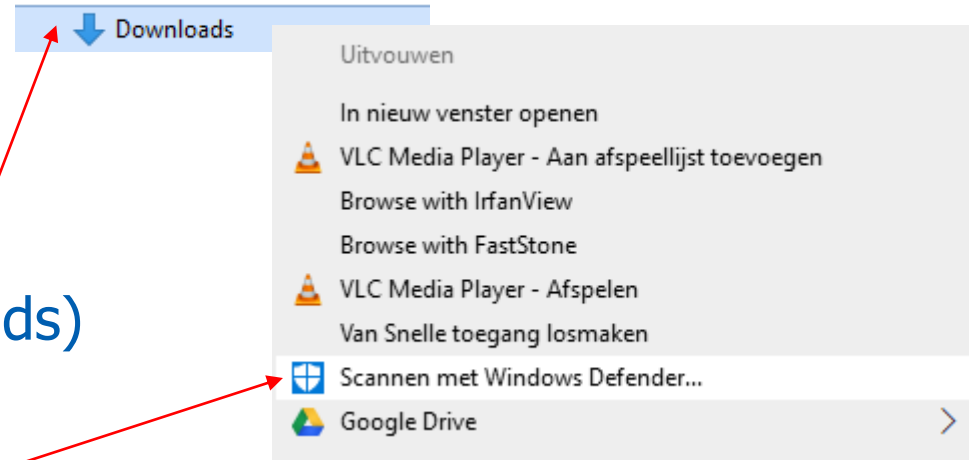 Downloads
Uitvouwen
In nieuw venster openen
VLC Media Player - Aan afspeellijst toevoegen
Browse with IrfanView
Browse with FastStone
ds)
VLC Media Player - Afspelen
Van Snelle toegang losmaken
Scannen met Windows Defender...
Google Drive